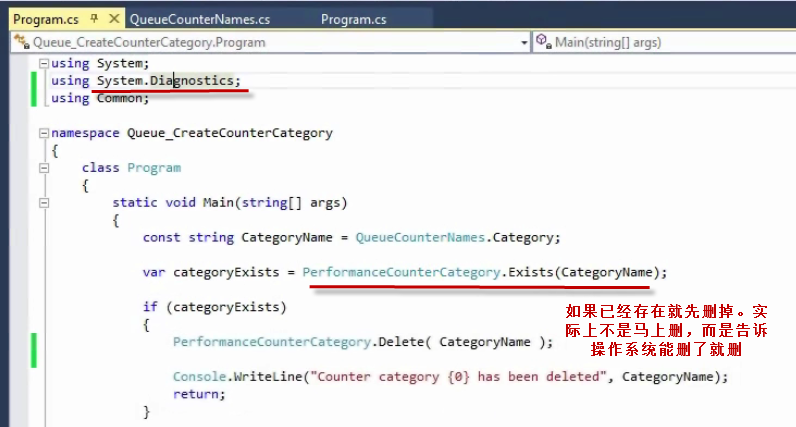 Program.cs QueueCounterNames.cs Program.cs
Queue_CreateCounterCategory.Program Main(string[] args)
using System;
using System.Diagnostics;
using Common;
namespace Queue_CreateCounterCategory
{
class Program
{
static void Main(string[] args)
{
const string CategoryName = QueueCounterNames.Category;
var categoryExists = PerformanceCounterCategory.Exists(CategoryName);
if (categoryExists)
{
PerformanceCounterCategory.Delete( CategoryName );
Console.WriteLine("Counter category {0} has been deleted", CategoryName);
return;
}
如果已经存在就先删掉。实
际上不是马上删，而是告诉
操作系统能删了就删